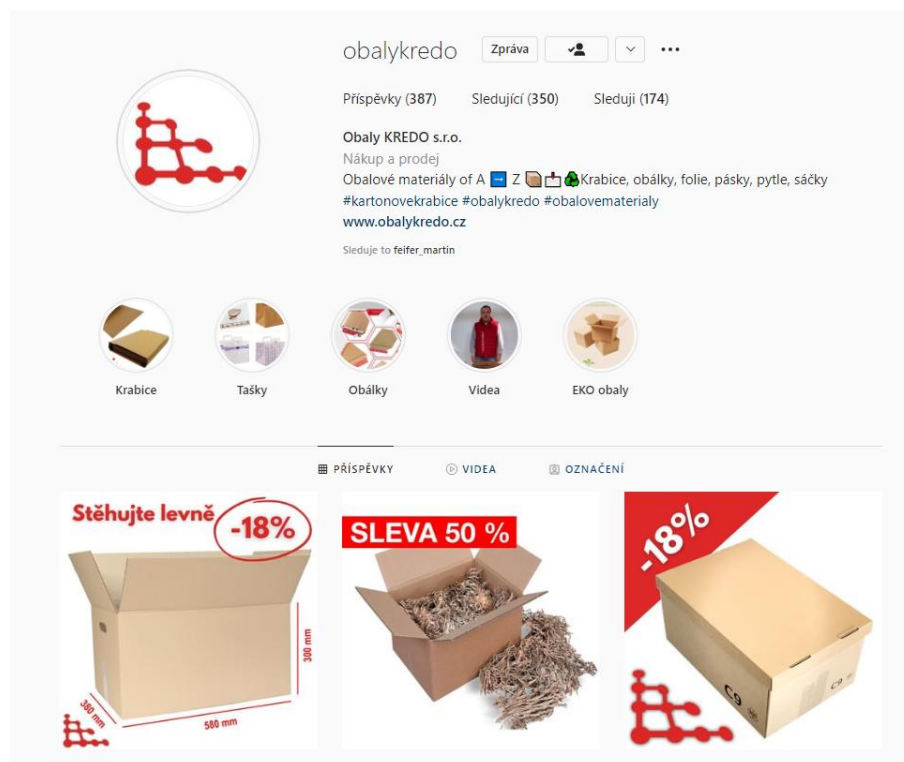 obalykredo Zpráva
Příspěvky (387) Sledující (350) Sleduji (174)
Obaly KREDO s.r.o.
Nákup a prodej
Obalové materiály of A ➡️ Z 📦📩♻️Krabice, obálky, folie, pásky, pytle, sáčky
#kartonovekrabice #obalykredo #obalovematerialy
www.obalykredo.cz
Sleduje to feifer_martin
Krabice Tašky Obálky Videa EKO obaly
PŘÍSPĚVKY VIDEA OZNAČENÍ
Stěhujte levně
-18%
300 mm
380 mm
580 mm
SLEVA 50 %
-18%
C9
C9